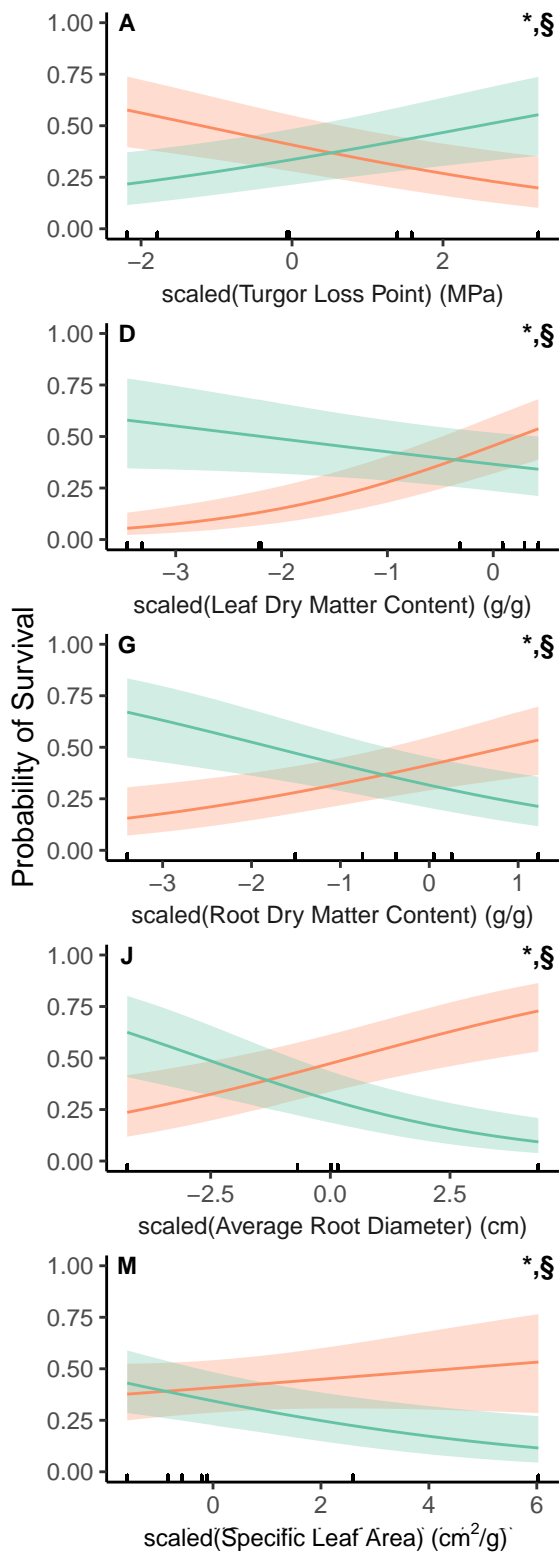 Probability of Survival
A *,§
1.00
0.75
0.50
0.25
0.00
−2 0 2
scaled(Turgor Loss Point) (MPa)
D *,§
1.00
0.75
0.50
0.25
0.00
−3 −2 −1 0
scaled(Leaf Dry Matter Content) (g/g)
G *,§
1.00
0.75
0.50
0.25
0.00
−3 −2 −1 0 1
scaled(Root Dry Matter Content) (g/g)
J *,§
1.00
0.75
0.50
0.25
0.00
−2.5 0.0 2.5
scaled(Average Root Diameter) (cm)
M *,§
1.00
0.75
0.50
0.25
0.00
0 2 4 6
scaled(Specific Leaf Area) (cm²/g)